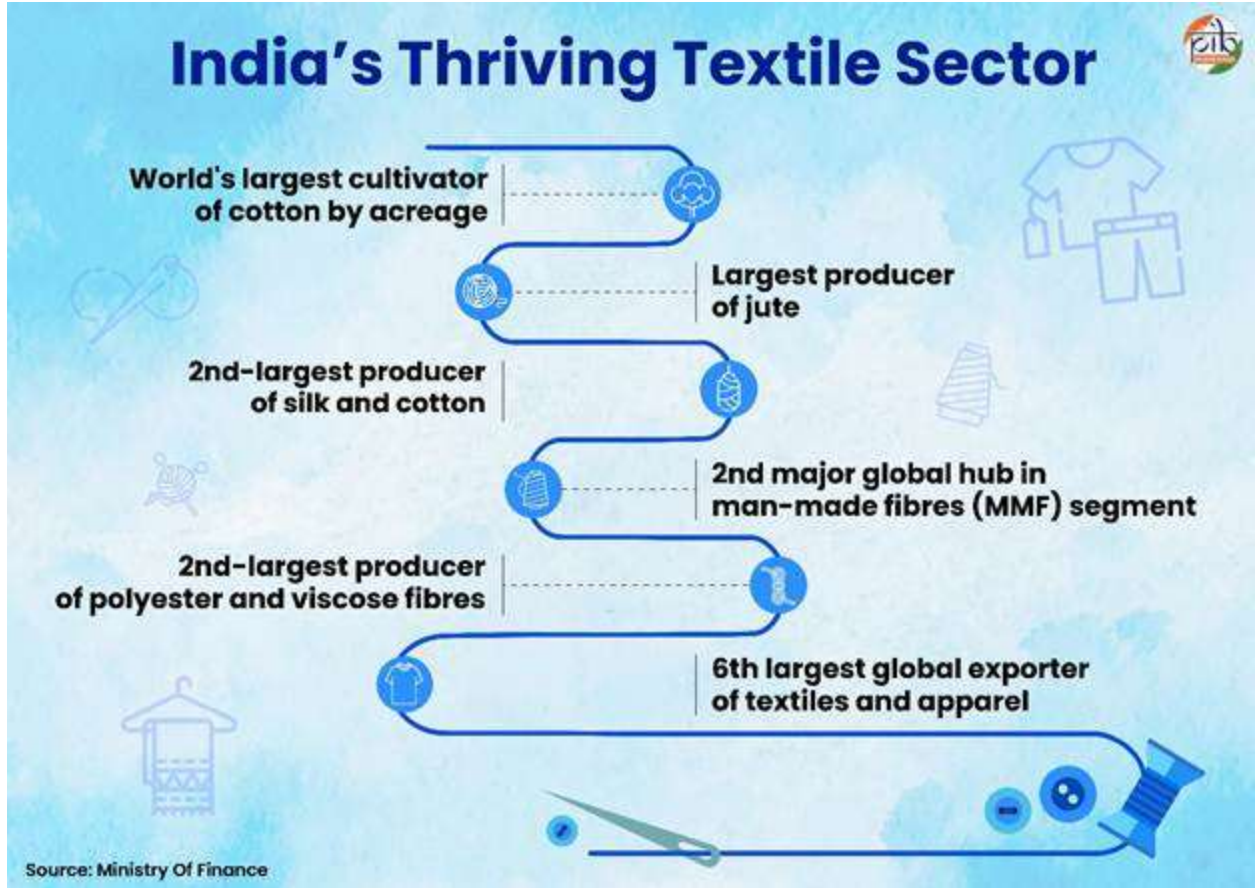 India's Thriving Textile Sector
pib
World's largest cultivator
of cotton by acreage
Largest producer
of jute
2nd-largest producer
of silk and cotton
2nd major global hub in
man-made fibres (MMF) segment
2nd-largest producer
of polyester and viscose fibres
6th largest global exporter
of textiles and apparel
Source: Ministry Of Finance